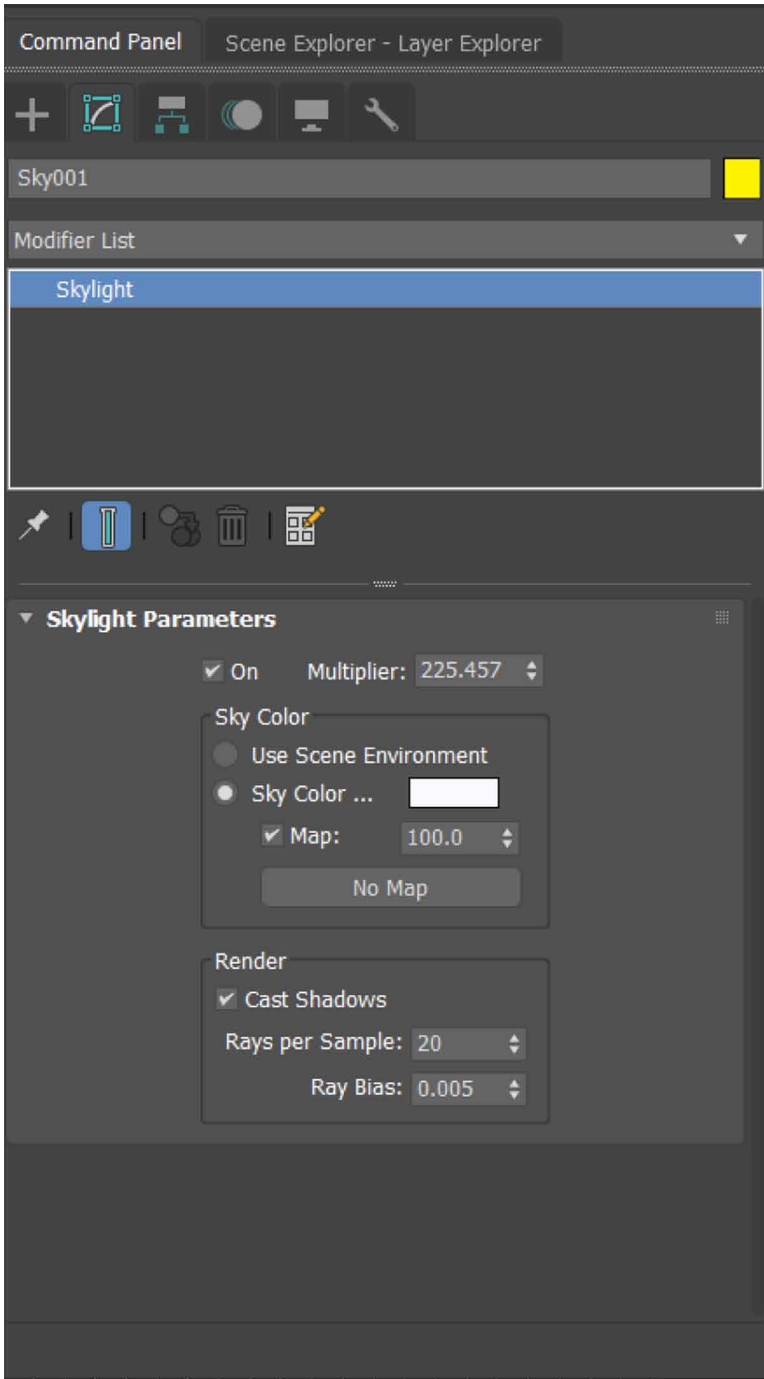 Command Panel Scene Explorer - Layer Explorer
Sky001
Modifier List
Skylight
Skylight Parameters
On Multiplier: 225.457
Sky Color
Use Scene Environment
Sky Color ...
Map: 100.0
No Map
Render
Cast Shadows
Rays per Sample: 20
Ray Bias: 0.005